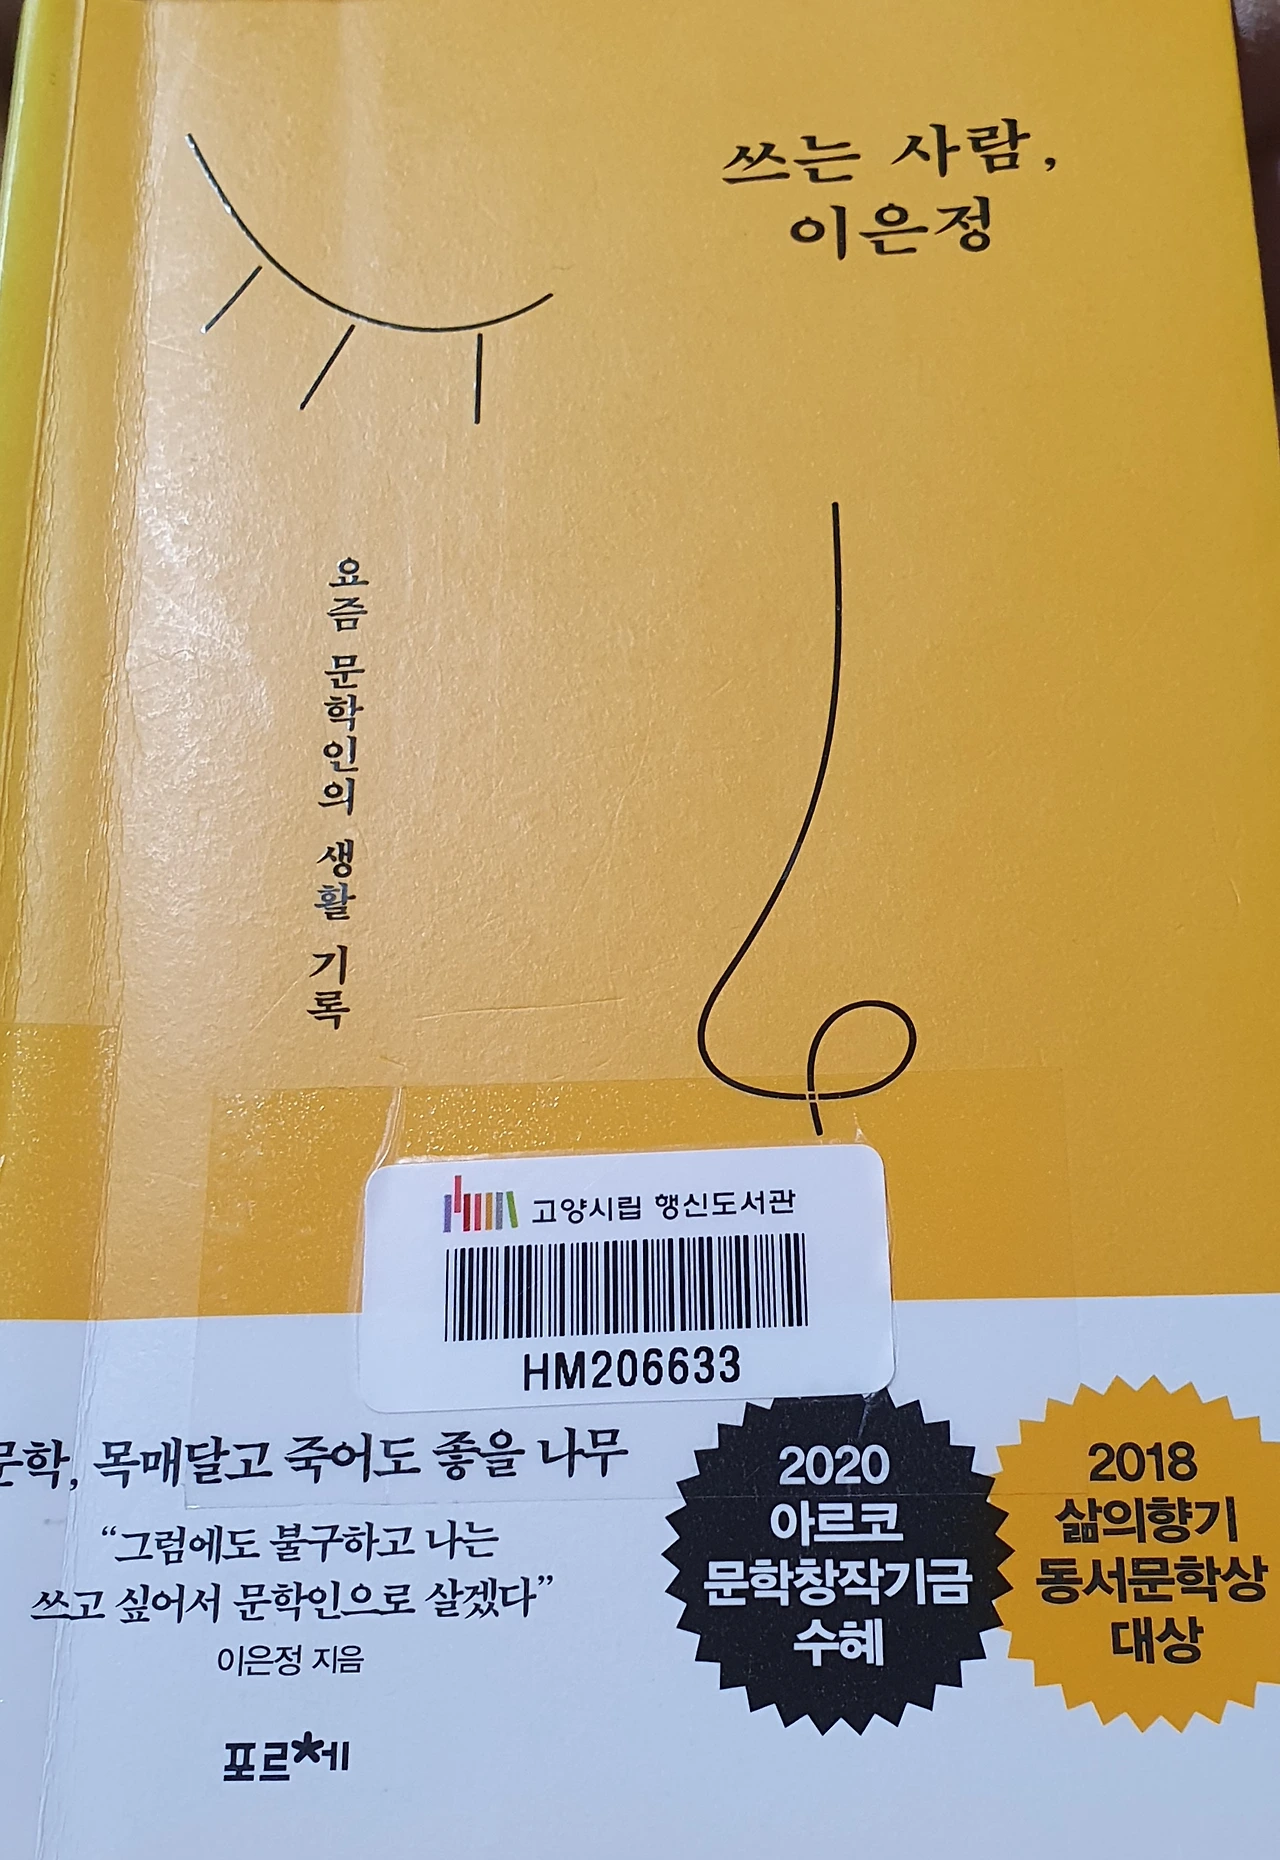 쓰는 사람,
이은정
요즘 문학인의 생활 기록
고양시립 행신도서관
HM206633
문학, 목매달고 죽어도 좋을 나무
“그럼에도 불구하고 나는
쓰고 싶어서 문학인으로 살겠다”
이은정 지음
포르*세
2020
아르코
문학창작기금
수혜
2018
삶의향기
동서문학상
대상